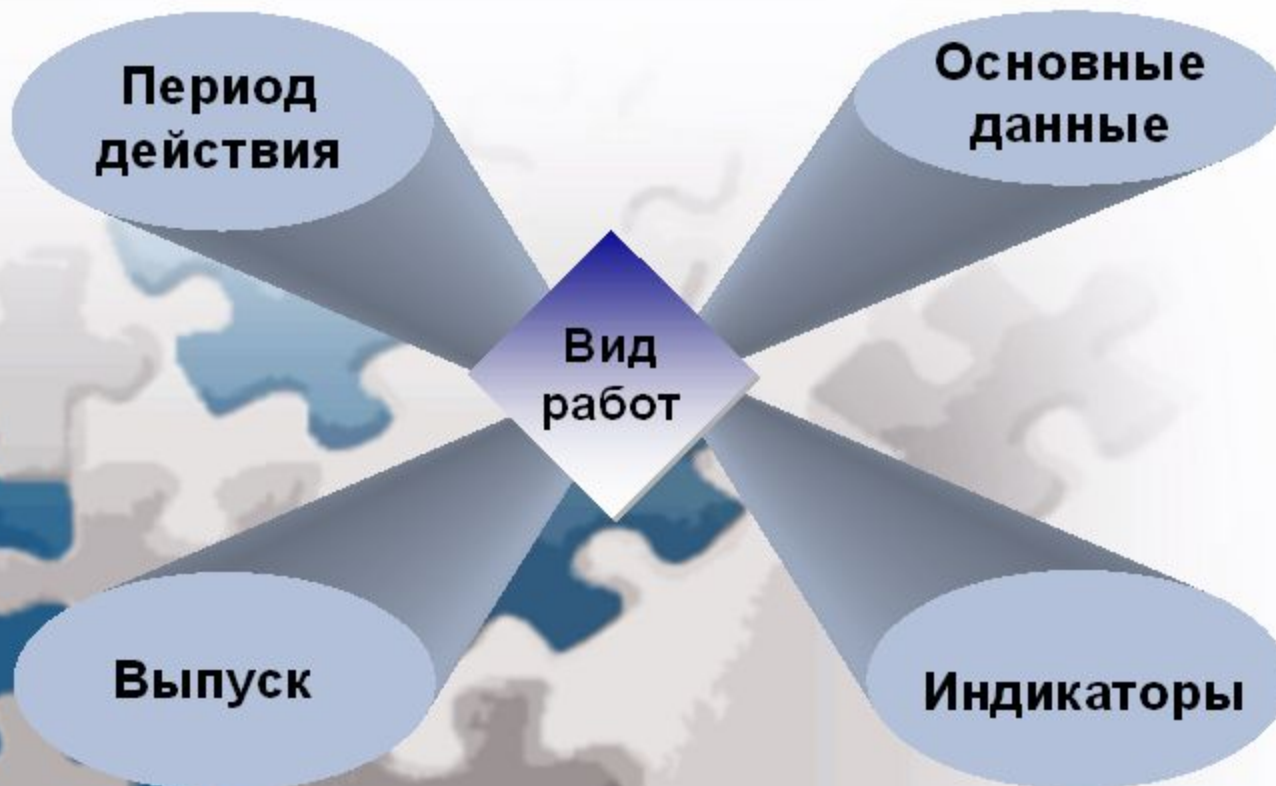 Период
действия
Основные
данные
Вид
работ
Выпуск
Индикаторы